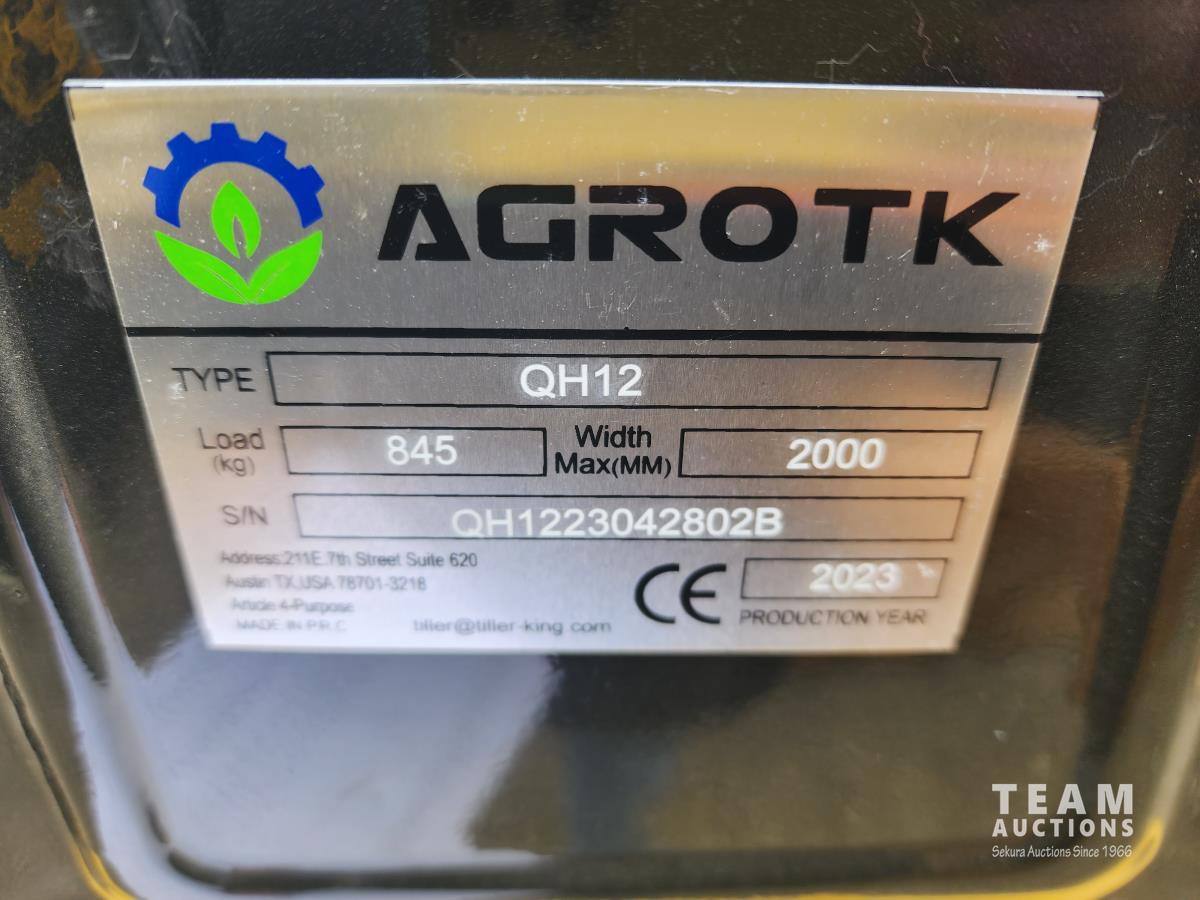 AGROTK
TYPE QH12
Load (kg) 845 Width Max(MM) 2000
S/N QH1223042802B
Address:211E.7th Street Suite 620
Austin TX,USA 78701-3218
Article 4-Purpose
MADE IN P.R.C tiller@tiller-king.com
CE 2023
PRODUCTION YEAR
TEAM
AUCTIONS
Sekura Auctions Since 1966